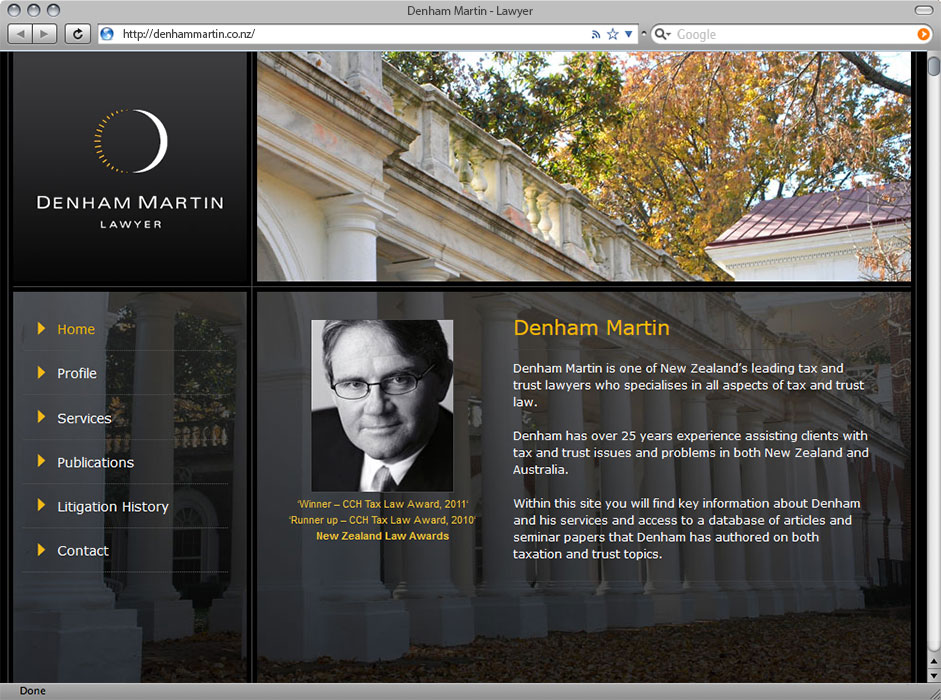 Denham Martin - Lawyer
http://denhammartin.co.nz/
Google
DENHAM MARTIN
LAWYER
Home
Profile
Services
Publications
Litigation History
Contact
'Winner – CCH Tax Law Award, 2011'
'Runner up – CCH Tax Law Award, 2010'
New Zealand Law Awards
Denham Martin
Denham Martin is one of New Zealand's leading tax and
trust lawyers who specialises in all aspects of tax and trust
law.
Denham has over 25 years experience assisting clients with
tax and trust issues and problems in both New Zealand and
Australia.
Within this site you will find key information about Denham
and his services and access to a database of articles and
seminar papers that Denham has authored on both
taxation and trust topics.
Done